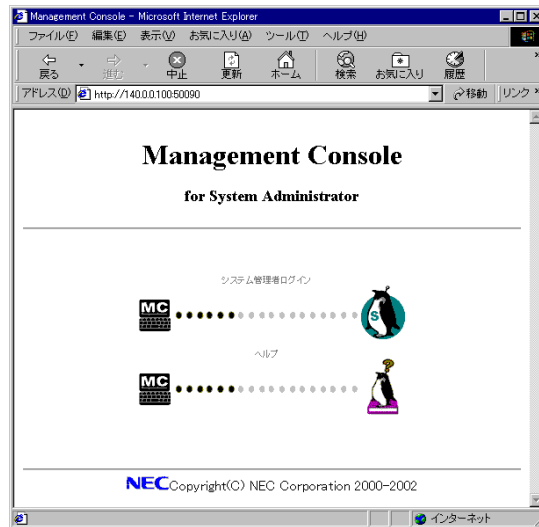 Management Console - Microsoft Internet Explorer
ファイル(F) 編集(E) 表示(V) お気に入り(A) ツール(T) ヘルプ(H)
戻る 進む 中止 更新 ホーム 検索 お気に入り 履歴 »
アドレス(D) http://140.0.0.100:50090 移動 リンク »
Management Console
for System Administrator
システム管理者ログイン
MC S
ヘルプ
MC ?
NEC Copyright(C) NEC Corporation 2000-2002
インターネット